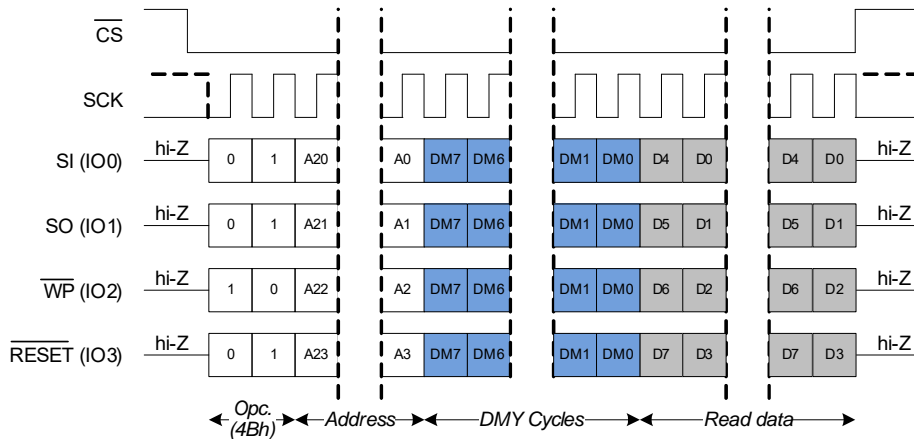 CS
SCK
SI (IO0) hi-Z 0 1 A20 A0 DM7 DM6 DM1 DM0 D4 D0 D4 D0 hi-Z
SO (IO1) hi-Z 0 1 A21 A1 DM7 DM6 DM1 DM0 D5 D1 D5 D1 hi-Z
WP (IO2) hi-Z 1 0 A22 A2 DM7 DM6 DM1 DM0 D6 D2 D6 D2 hi-Z
RESET (IO3) hi-Z 0 1 A23 A3 DM7 DM6 DM1 DM0 D7 D3 D7 D3 hi-Z
Opc. (4Bh) Address DMY Cycles Read data